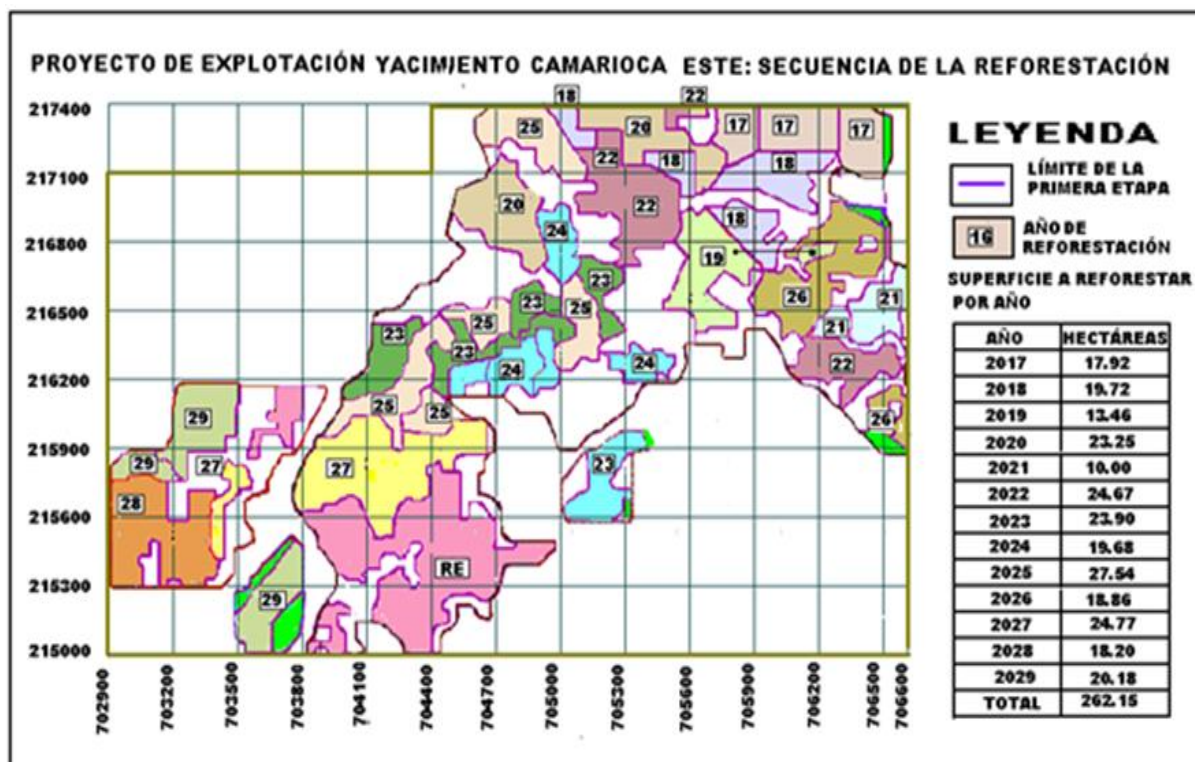 PROYECTO DE EXPLOTACIÓN YACIMIENTO CAMARIOCA ESTE: SECUENCIA DE LA REFORESTACIÓN
18 22
217400
25 20 17 17 17
22 18 18
217100
20 22 18
24
216800
19
23
26 21
23 25
216500
25 21
23 23
22
24 24
216200
25 25 26
29
215900
29 27 27 23
28
215600
RE
215300
29
215000
702900 703200 703500 703800 704100 704400 704700 705000 705300 705600 705900 706200 706500 706600
LEYENDA
LÍMITE DE LA
PRIMERA ETAPA
16 AÑO DE
REFORESTACIÓN
SUPERFICIE A REFORESTAR
POR AÑO
AÑO HECTÁREAS
2017 17.92
2018 19.72
2019 13.46
2020 23.25
2021 10.00
2022 24.67
2023 23.90
2024 19.68
2025 27.54
2026 18.86
2027 24.77
2028 18.20
2029 20.18
TOTAL 262.15